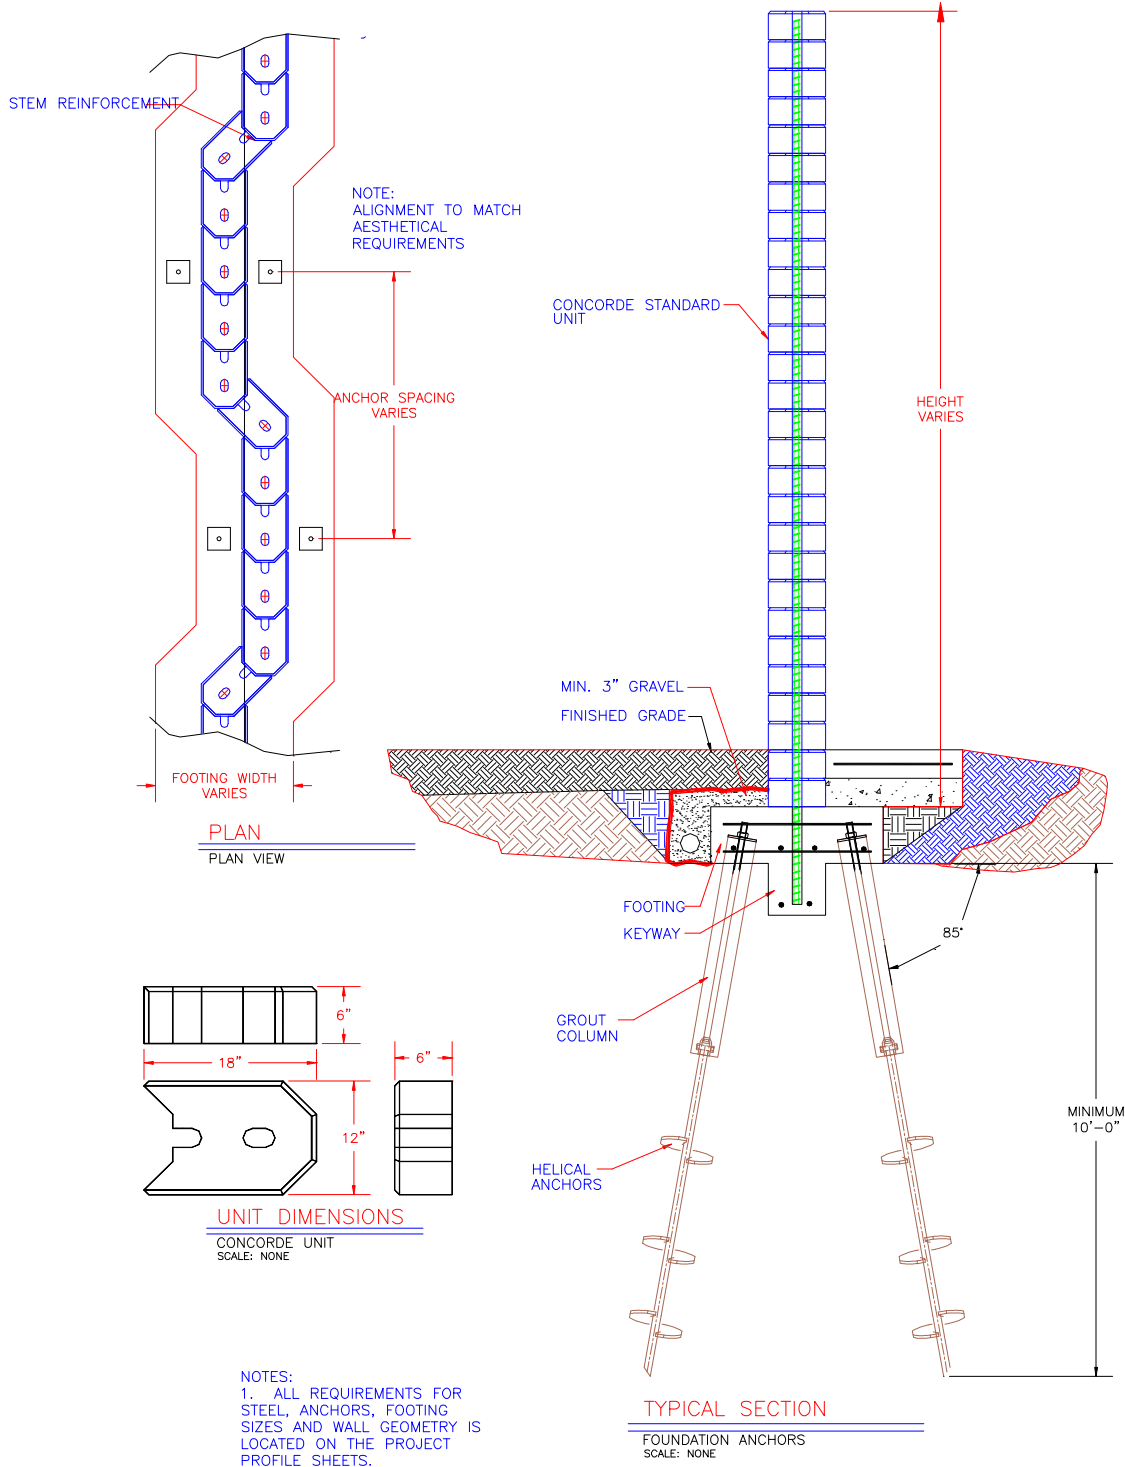 STEM REINFORCEMENT
NOTE:
ALIGNMENT TO MATCH
AESTHETICAL
REQUIREMENTS
CONCORDE STANDARD
UNIT
ANCHOR SPACING
VARIES
HEIGHT
VARIES
MIN. 3" GRAVEL
FINISHED GRADE
FOOTING WIDTH
VARIES
PLAN
PLAN VIEW
FOOTING
KEYWAY
85°
GROUT
COLUMN
6"
18"
6"
12"
MINIMUM
10'-0"
HELICAL
ANCHORS
UNIT DIMENSIONS
CONCORDE UNIT
SCALE: NONE
NOTES:
1. ALL REQUIREMENTS FOR
STEEL, ANCHORS, FOOTING
SIZES AND WALL GEOMETRY IS
LOCATED ON THE PROJECT
PROFILE SHEETS.
TYPICAL SECTION
FOUNDATION ANCHORS
SCALE: NONE